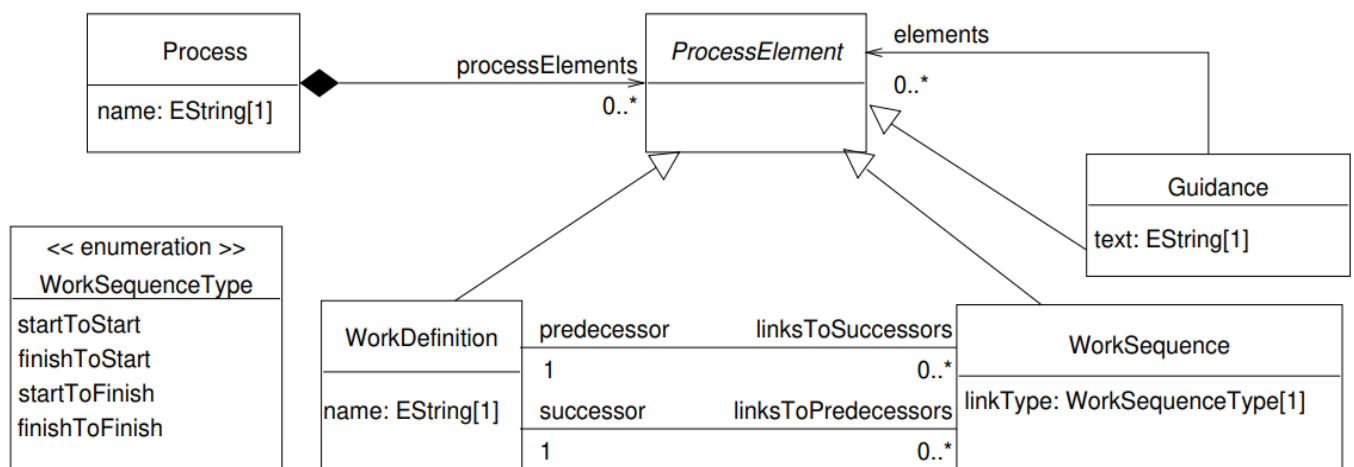 Process
name: EString[1]
processElements
0..*
ProcessElement
elements
0..*
Guidance
text: EString[1]
<< enumeration >>
WorkSequenceType
startToStart
finishToStart
startToFinish
finishToFinish
WorkDefinition
name: EString[1]
predecessor
1
linksToSuccessors
0..*
successor
1
linksToPredecessors
0..*
WorkSequence
linkType: WorkSequenceType[1]